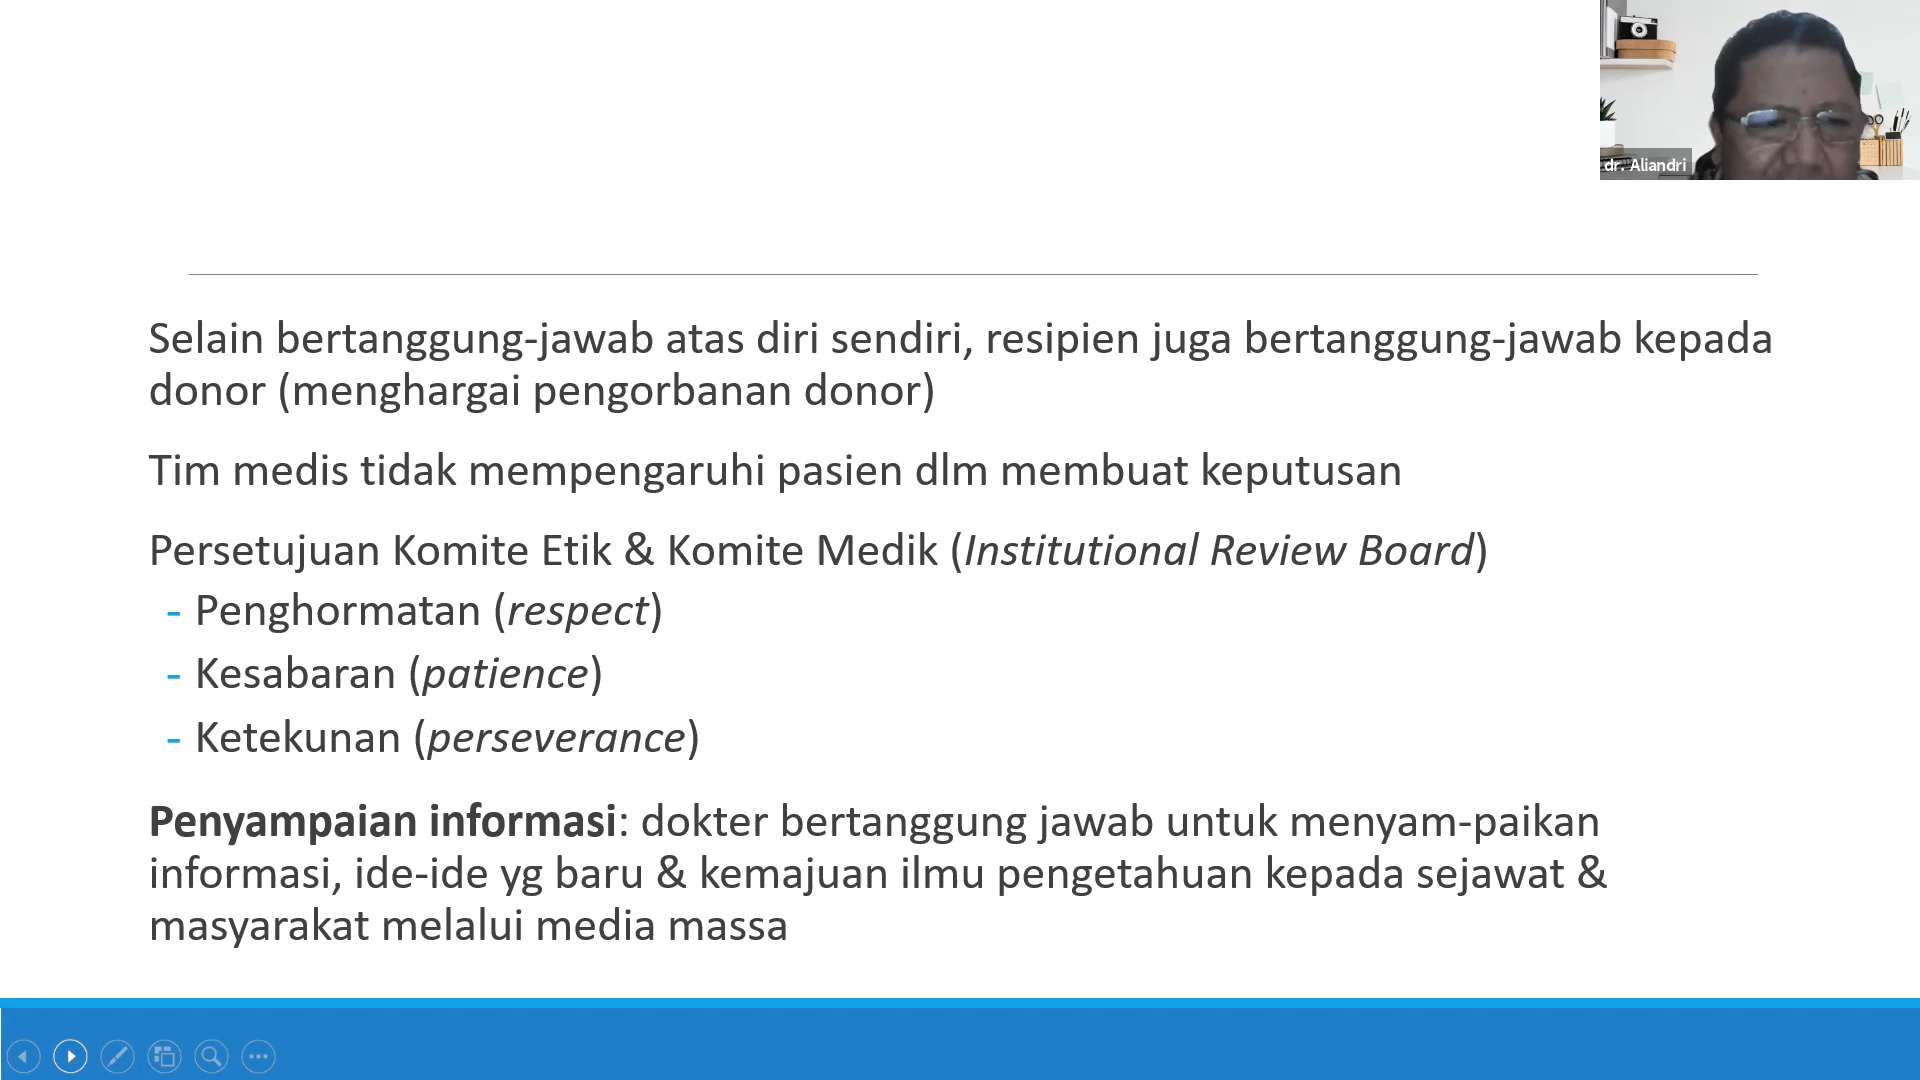 dr. Aliandri
Selain bertanggung-jawab atas diri sendiri, resipien juga bertanggung-jawab kepada
donor (menghargai pengorbanan donor)
Tim medis tidak mempengaruhi pasien dlm membuat keputusan
Persetujuan Komite Etik & Komite Medik (Institutional Review Board)
- Penghormatan (respect)
- Kesabaran (patience)
- Ketekunan (perseverance)
Penyampaian informasi: dokter bertanggung jawab untuk menyam-paikan
informasi, ide-ide yg baru & kemajuan ilmu pengetahuan kepada sejawat &
masyarakat melalui media massa